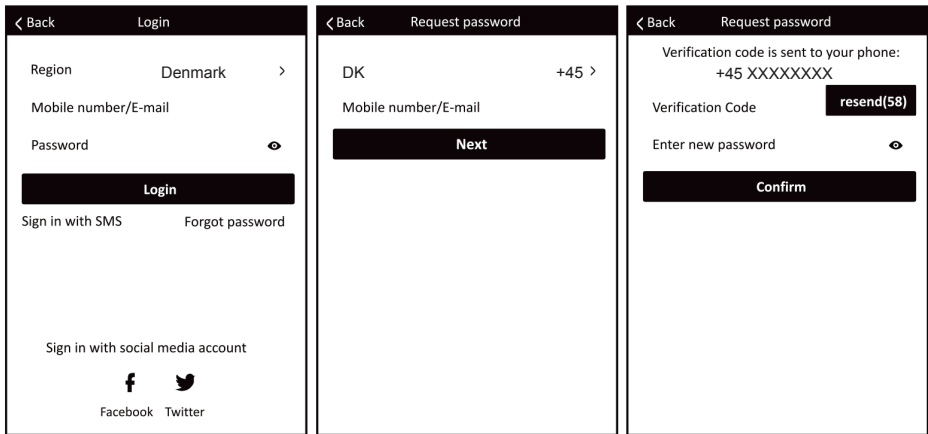 Back Login
Region Denmark
Mobile number/E-mail
Password
Login
Sign in with SMS Forgot password
Sign in with social media account
Facebook Twitter
Back Request password
DK +45
Mobile number/E-mail
Next
Back Request password
Verification code is sent to your phone:
+45 XXXXXXXX
Verification Code resend(58)
Enter new password
Confirm